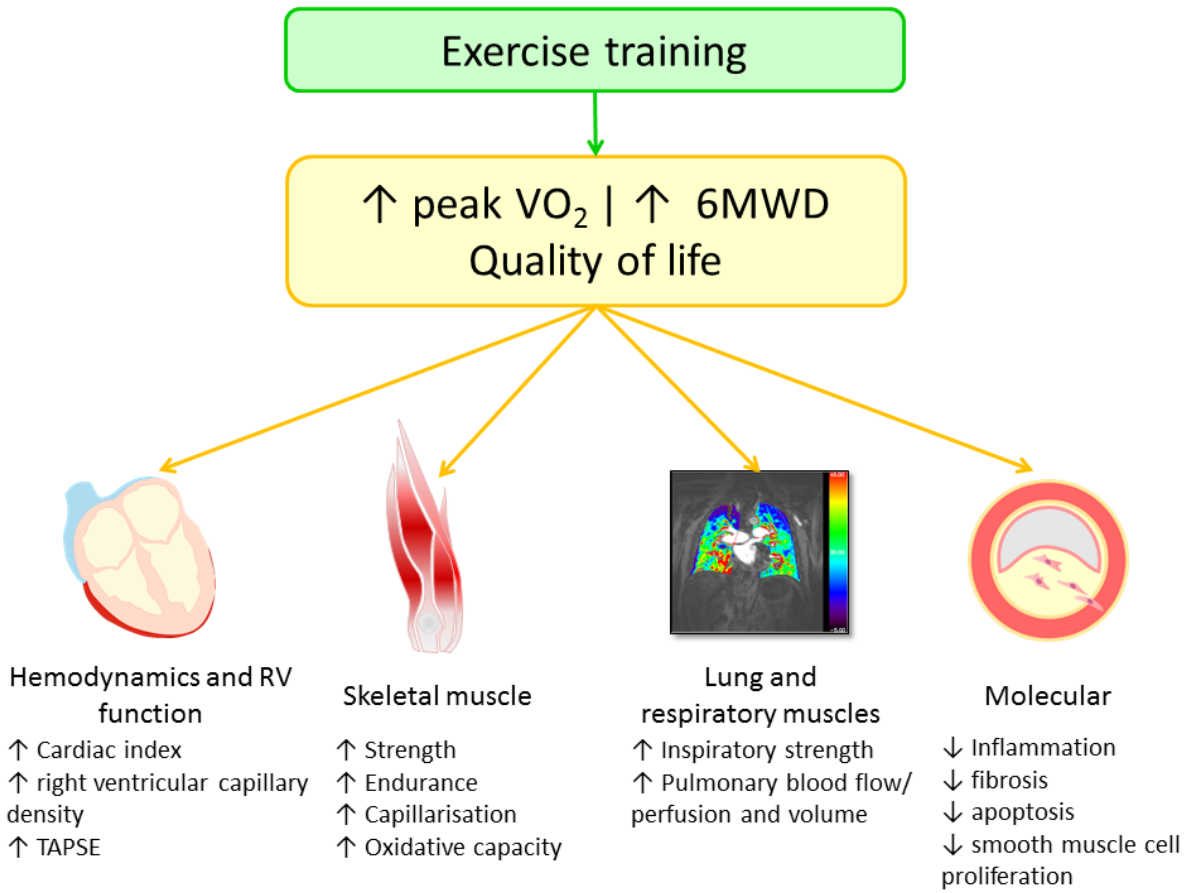 Exercise training
↑ peak VO₂ | ↑ 6MWD
Quality of life
Hemodynamics and RV
function
↑ Cardiac index
↑ right ventricular capillary
density
↑ TAPSE
Skeletal muscle
↑ Strength
↑ Endurance
↑ Capillarisation
↑ Oxidative capacity
Lung and
respiratory muscles
↑ Inspiratory strength
↑ Pulmonary blood flow/
perfusion and volume
Molecular
↓ Inflammation
↓ fibrosis
↓ apoptosis
↓ smooth muscle cell
proliferation